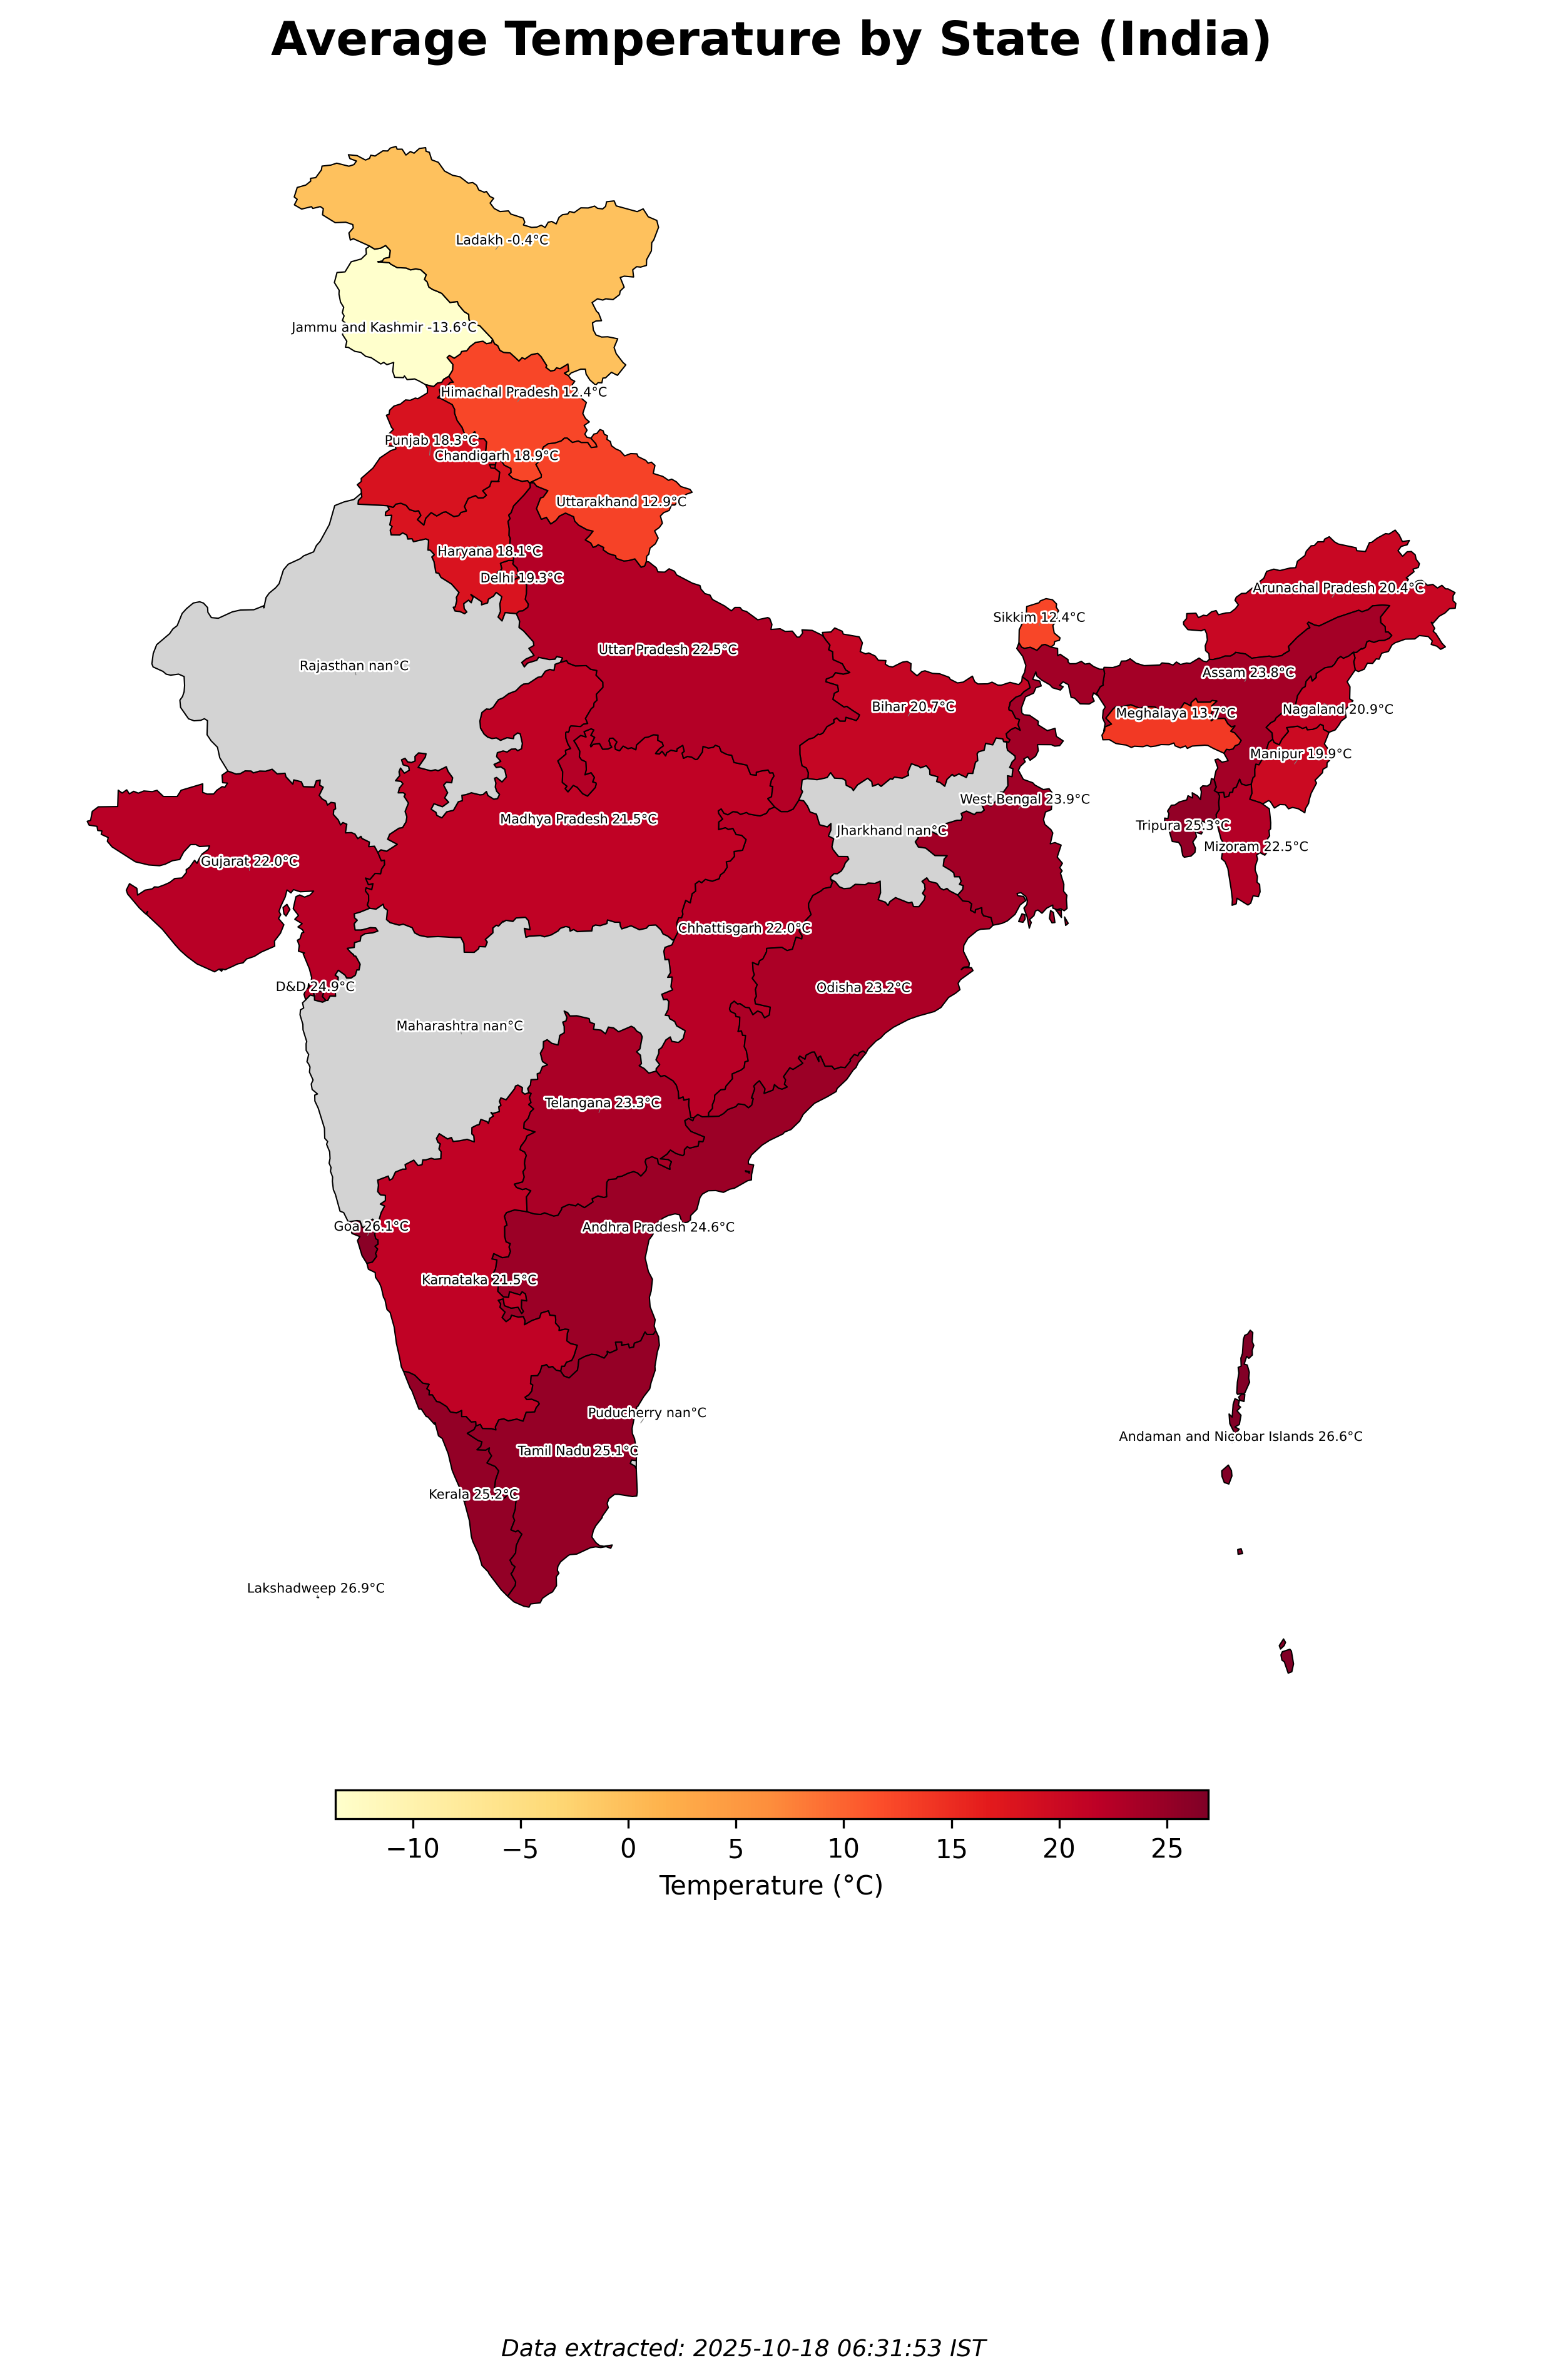 Average Temperature by State (India)
Ladakh -0.4°C
Jammu and Kashmir -13.6°C
Himachal Pradesh 12.4°C
Punjab 18.3°C
Chandigarh 18.9°C
Uttarakhand 12.9°C
Haryana 18.1°C
Delhi 19.3°C
Arunachal Pradesh 20.4°C
Sikkim 12.4°C
Uttar Pradesh 22.5°C
Rajasthan nan°C
Assam 23.8°C
Bihar 20.7°C
Nagaland 20.9°C
Meghalaya 13.7°C
Manipur 19.9°C
West Bengal 23.9°C
Madhya Pradesh 21.5°C
Tripura 25.3°C
Jharkhand nan°C
Mizoram 22.5°C
Gujarat 22.0°C
Chhattisgarh 22.0°C
D&D 24.9°C
Odisha 23.2°C
Maharashtra nan°C
Telangana 23.3°C
Goa 26.1°C
Andhra Pradesh 24.6°C
Karnataka 21.5°C
Puducherry nan°C
Andaman and Nicobar Islands 26.6°C
Tamil Nadu 25.1°C
Kerala 25.2°C
Lakshadweep 26.9°C
−10 −5 0 5 10 15 20 25
Temperature (°C)
Data extracted: 2025-10-18 06:31:53 IST